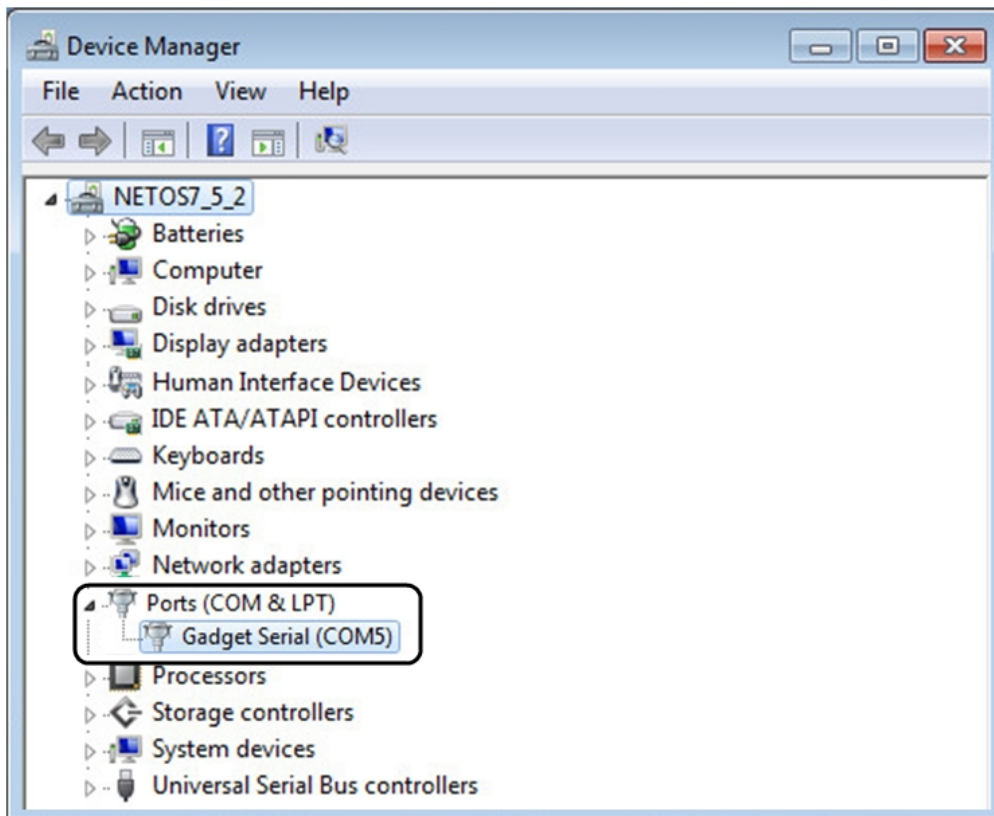 Device Manager
File Action View Help
NETOS7_5_2
Batteries
Computer
Disk drives
Display adapters
Human Interface Devices
IDE ATA/ATAPI controllers
Keyboards
Mice and other pointing devices
Monitors
Network adapters
Ports (COM & LPT)
Gadget Serial (COM5)
Processors
Storage controllers
System devices
Universal Serial Bus controllers